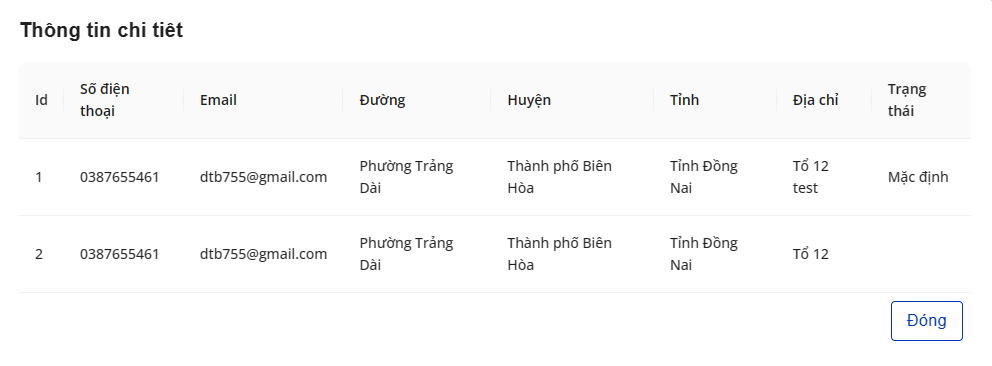 Thông tin chi tiêt
Id Số điện thoại Email Đường Huyện Tỉnh Địa chỉ Trạng thái
1 0387655461 dtb755@gmail.com Phường Trảng Dài Thành phố Biên Hòa Tỉnh Đồng Nai Tổ 12 test Mặc định
2 0387655461 dtb755@gmail.com Phường Trảng Dài Thành phố Biên Hòa Tỉnh Đồng Nai Tổ 12
Đóng